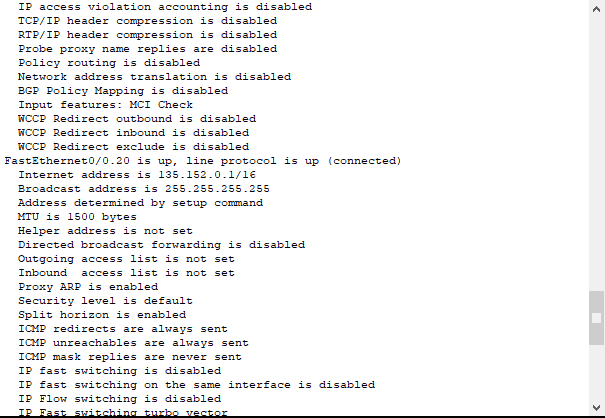 IP access violation accounting is disabled
TCP/IP header compression is disabled
RTP/IP header compression is disabled
Probe proxy name replies are disabled
Policy routing is disabled
Network address translation is disabled
BGP Policy Mapping is disabled
Input features: MCI Check
WCCP Redirect outbound is disabled
WCCP Redirect inbound is disabled
WCCP Redirect exclude is disabled
FastEthernet0/0.20 is up, line protocol is up (connected)
Internet address is 135.152.0.1/16
Broadcast address is 255.255.255.255
Address determined by setup command
MTU is 1500 bytes
Helper address is not set
Directed broadcast forwarding is disabled
Outgoing access list is not set
Inbound  access list is not set
Proxy ARP is enabled
Security level is default
Split horizon is enabled
ICMP redirects are always sent
ICMP unreachables are always sent
ICMP mask replies are never sent
IP fast switching is disabled
IP fast switching on the same interface is disabled
IP Flow switching is disabled
IP Fast switching turbo vector